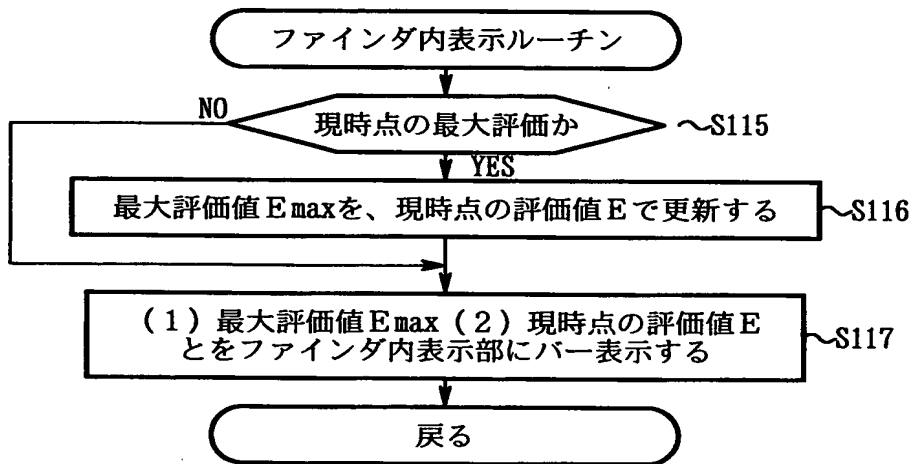 ファインダ内表示ルーチン
NO
現時点の最大評価か
S115
YES
最大評価値Emaxを、現時点の評価値Eで更新する
S116
(1)最大評価値Emax(2)現時点の評価値E
とをファインダ内表示部にバー表示する
S117
戻る